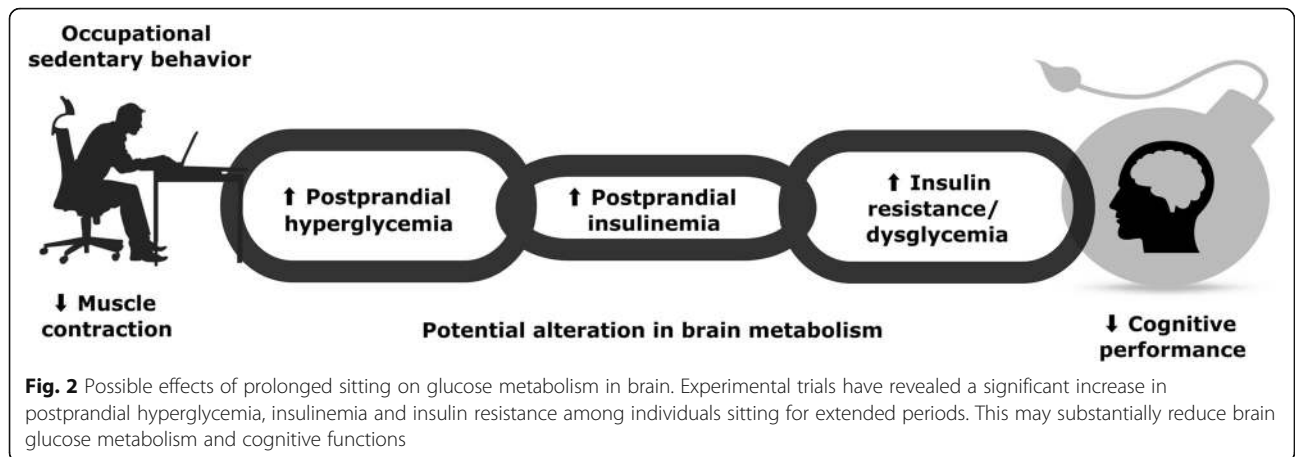 Occupational
sedentary behavior
⬆ Postprandial
hyperglycemia
⬆ Postprandial
insulinemia
⬆ Insulin
resistance/
dysglycemia
⬇ Muscle
contraction
Potential alteration in brain metabolism
⬇ Cognitive
performance
Fig. 2 Possible effects of prolonged sitting on glucose metabolism in brain. Experimental trials have revealed a significant increase in
postprandial hyperglycemia, insulinemia and insulin resistance among individuals sitting for extended periods. This may substantially reduce brain
glucose metabolism and cognitive functions